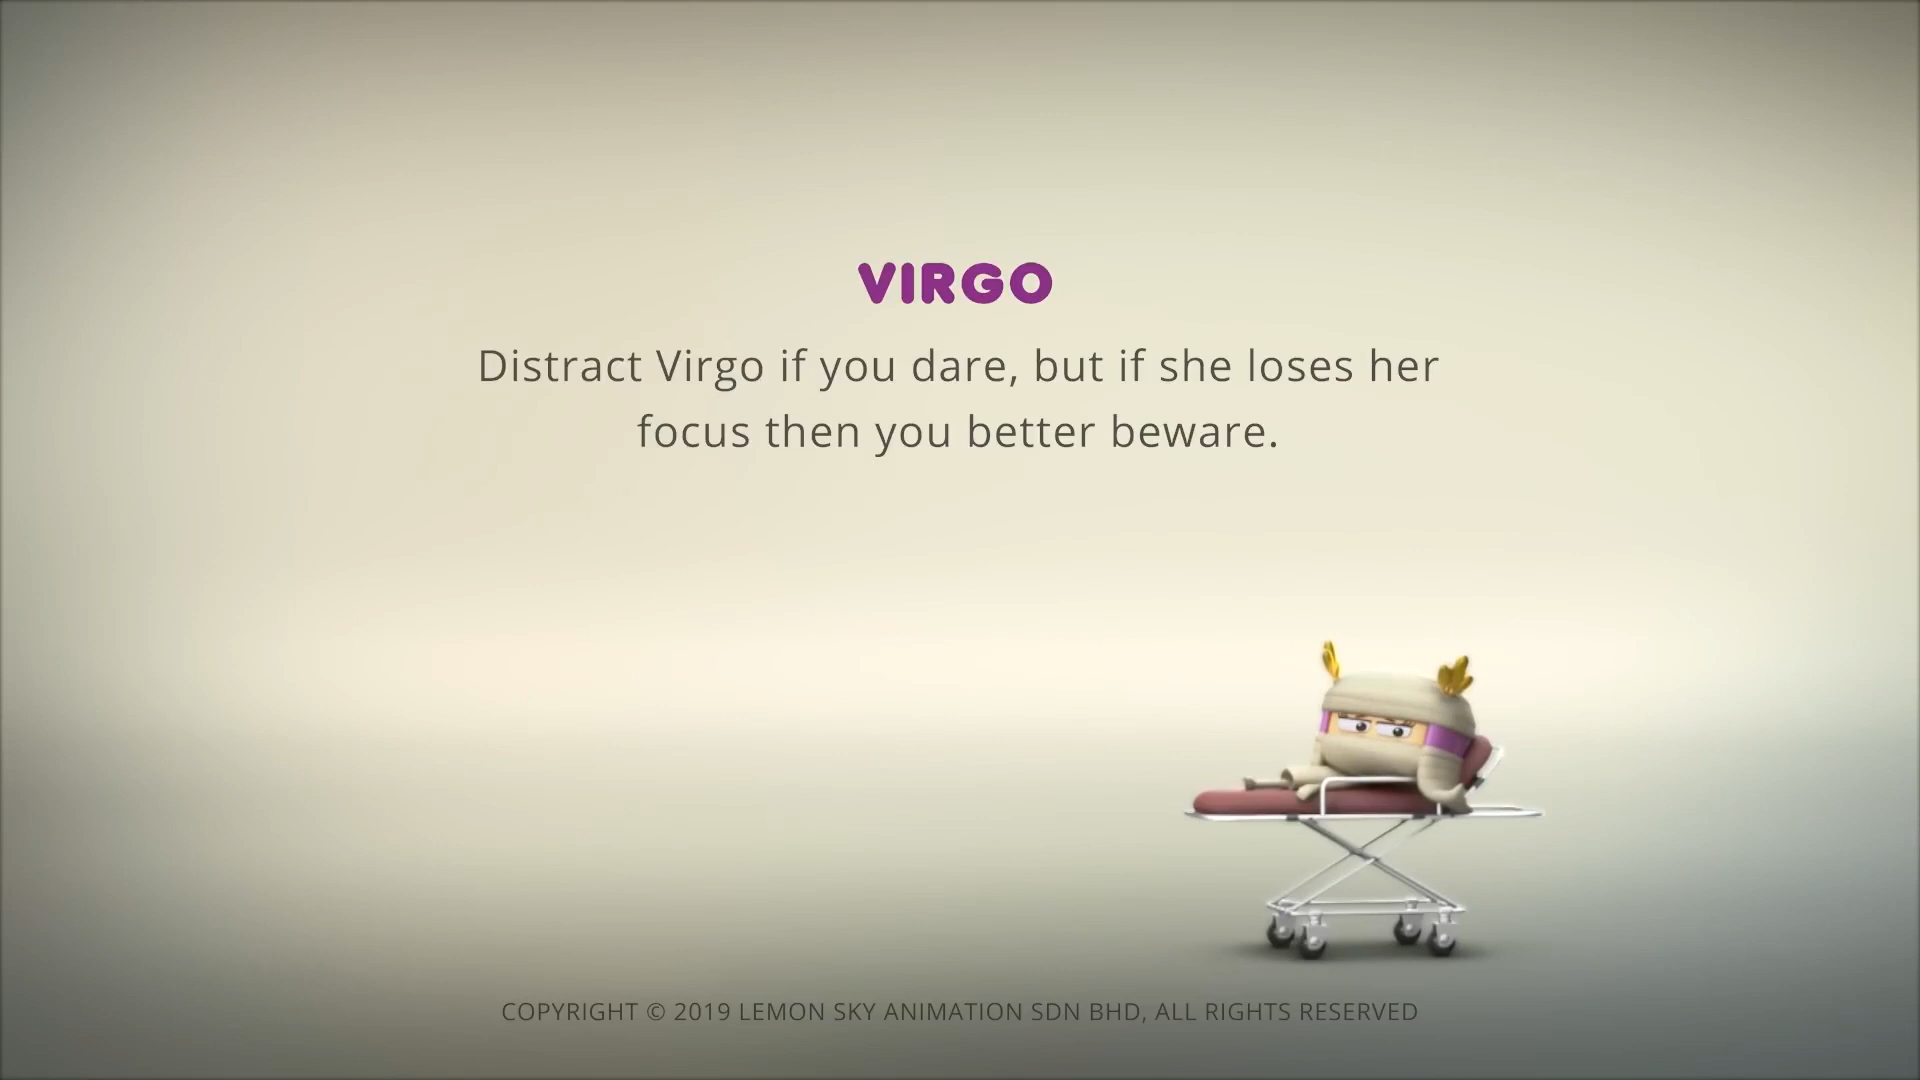 VIRGO
Distract Virgo if you dare, but if she loses her
focus then you better beware.
COPYRIGHT © 2019 LEMON SKY ANIMATION SDN BHD, ALL RIGHTS RESERVED